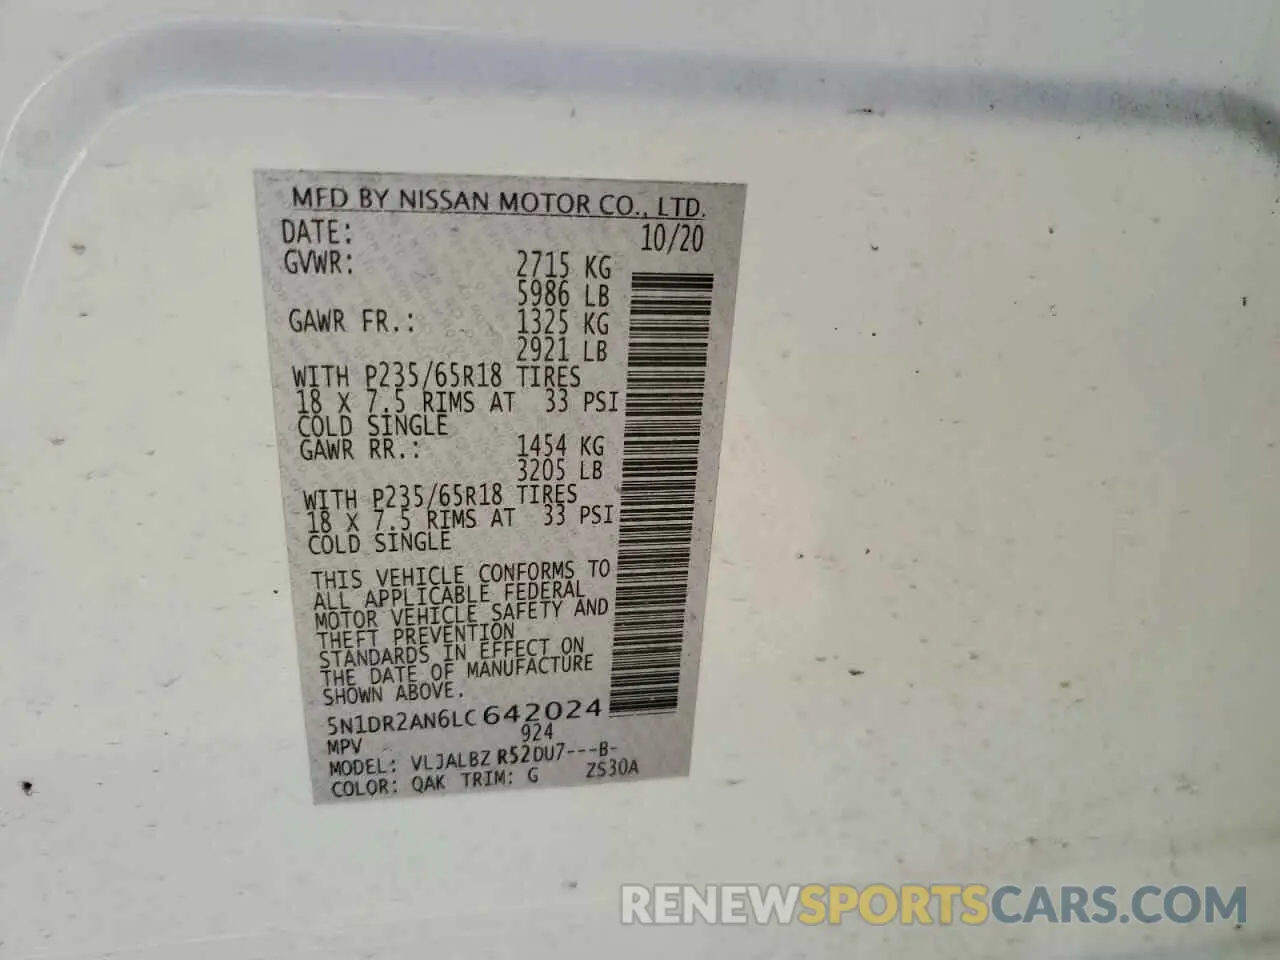 MFD BY NISSAN MOTOR CO., LTD.
DATE: 10/20
GVWR: 2715 KG
5986 LB
GAWR FR.: 1325 KG
2921 LB
WITH P235/65R18 TIRES
18 X 7.5 RIMS AT 33 PSI
COLD SINGLE
GAWR RR.: 1454 KG
3205 LB
WITH P235/65R18 TIRES
18 X 7.5 RIMS AT 33 PSI
COLD SINGLE
THIS VEHICLE CONFORMS TO
ALL APPLICABLE FEDERAL
MOTOR VEHICLE SAFETY AND
THEFT PREVENTION
STANDARDS IN EFFECT ON
THE DATE OF MANUFACTURE
SHOWN ABOVE.
5N1DR2AN6LC642024
MPV 924
MODEL: VLJALBZ R52DU7---B-
COLOR: QAK TRIM: G ZS30A
RENEWSPORTSCARS.COM